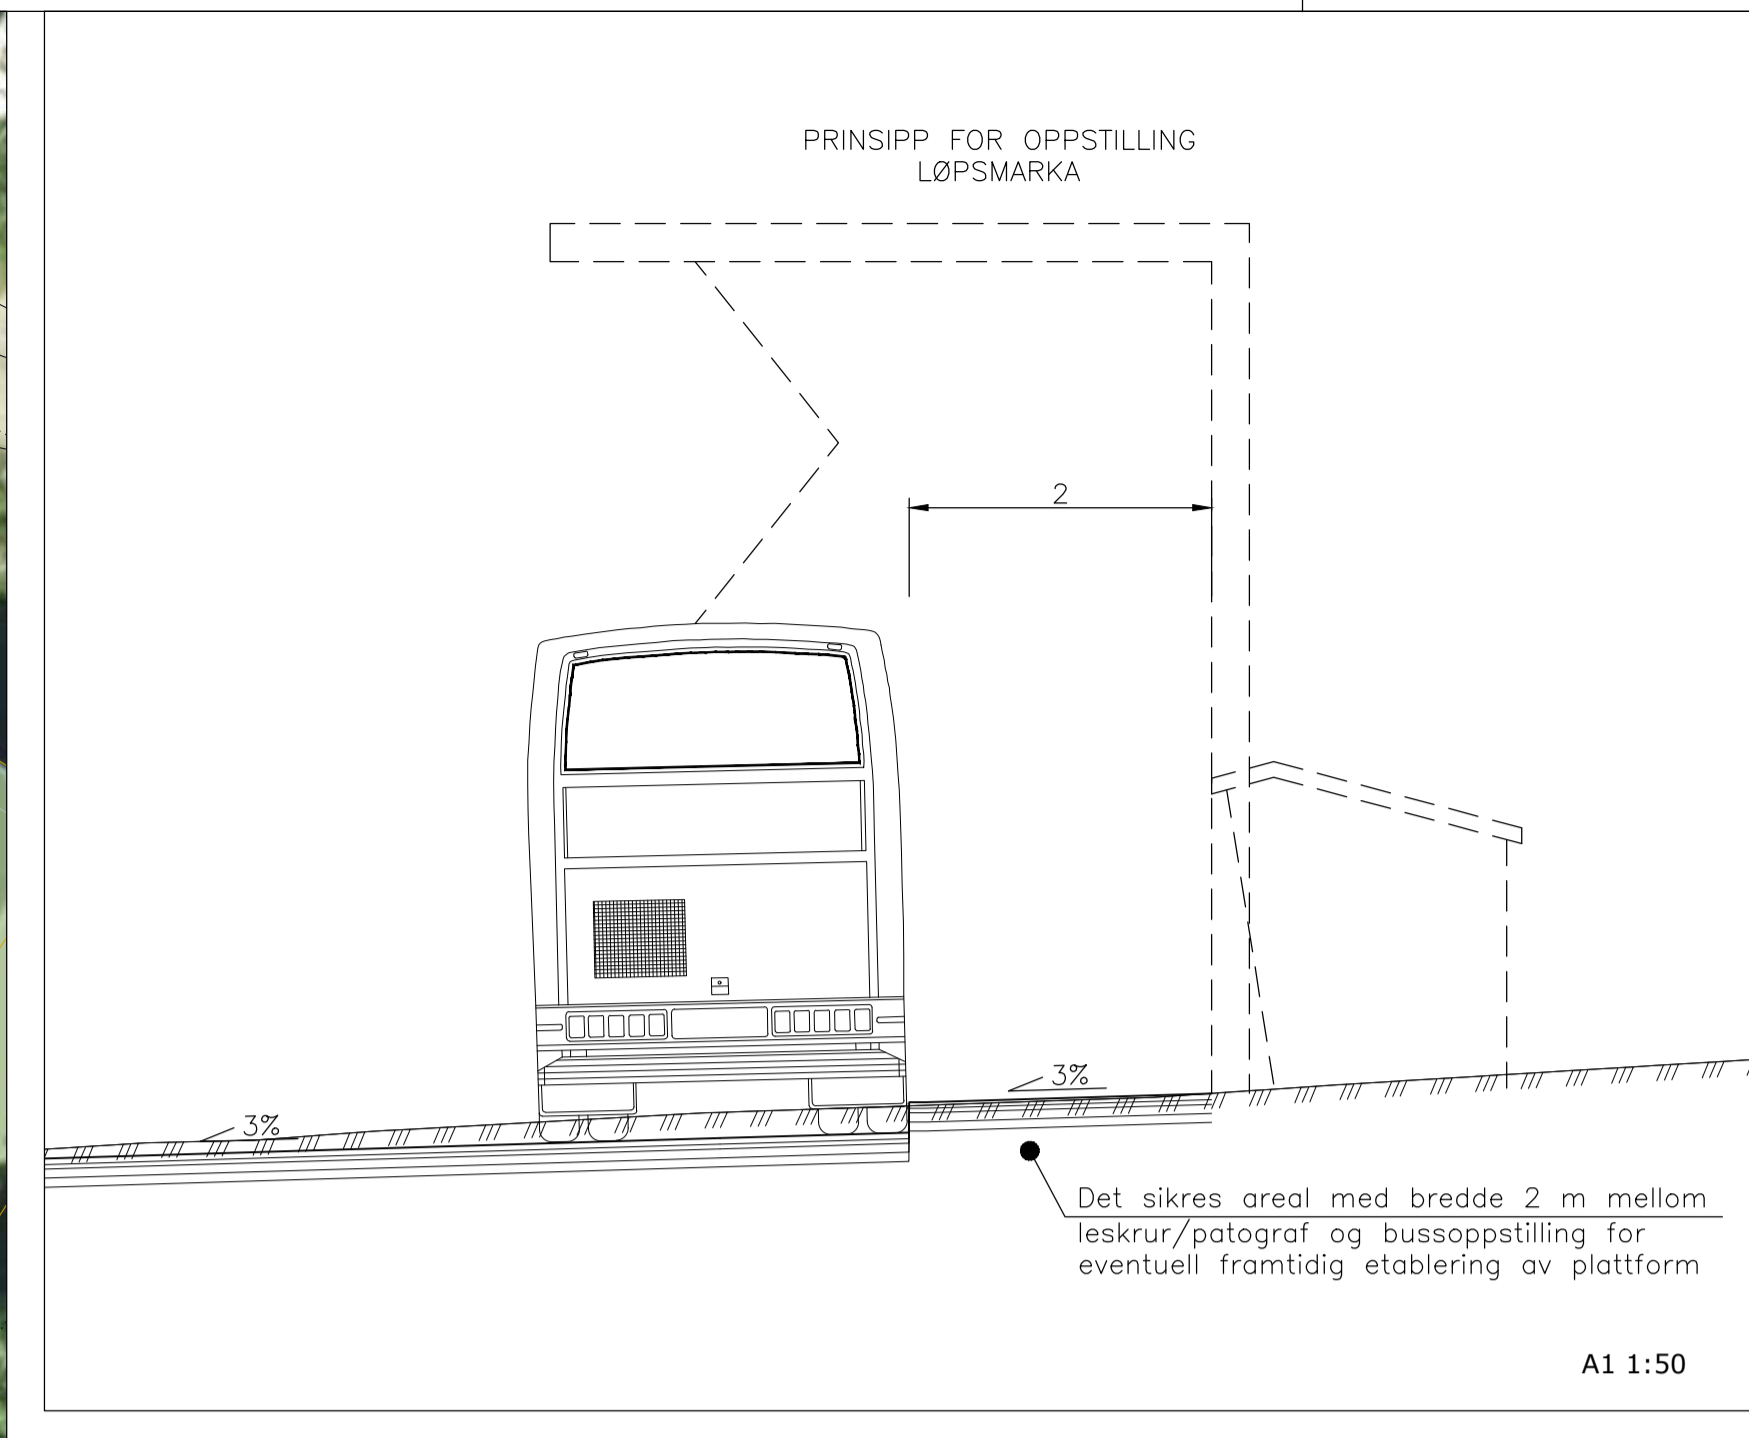 PRINSIPP FOR OPPSTILLING
LØPSMARKA
2
3%
3%
Det sikres areal med bredde 2 m mellom
leskrur/patograf og bussoppstilling for
eventuell framtidig etablering av plattform
A1 1:50